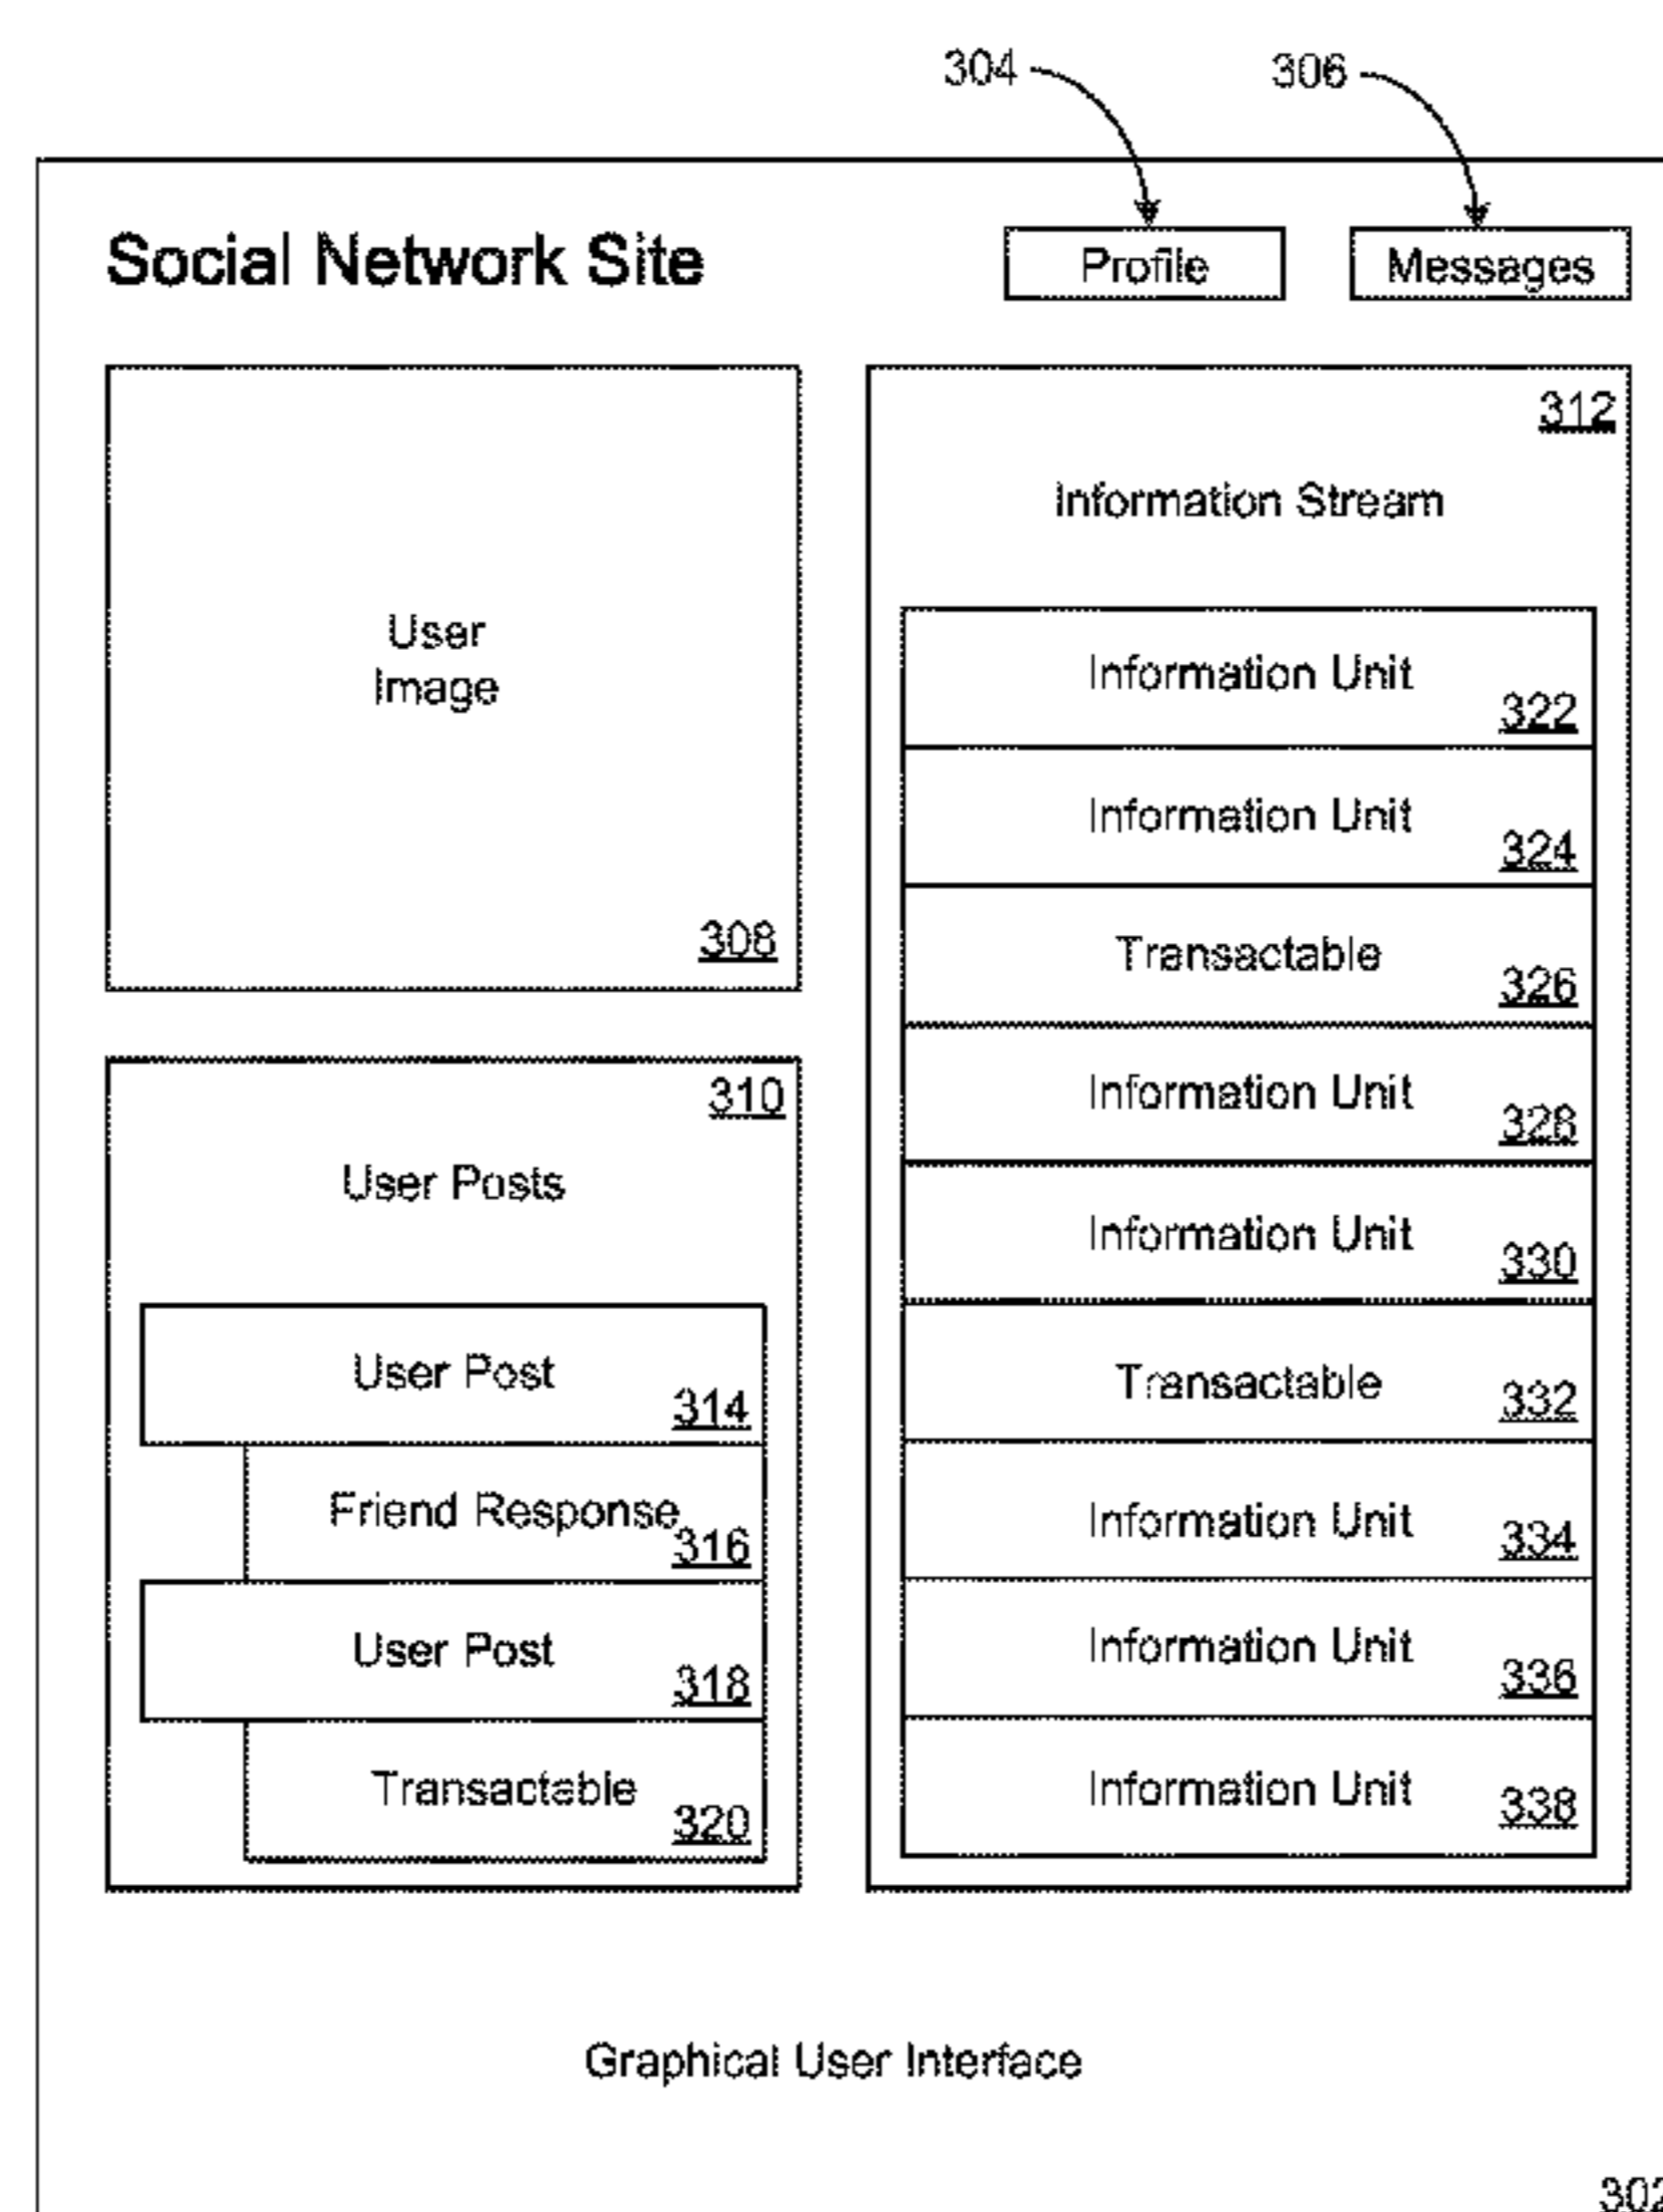 304
306
Social Network Site
Profile
Messages
User
Image
308
310
User Posts
User Post
314
Friend Response
316
User Post
318
Transactable
320
312
Information Stream
Information Unit
322
Information Unit
324
Transactable
326
Information Unit
328
Information Unit
330
Transactable
332
Information Unit
334
Information Unit
336
Information Unit
338
Graphical User Interface
302